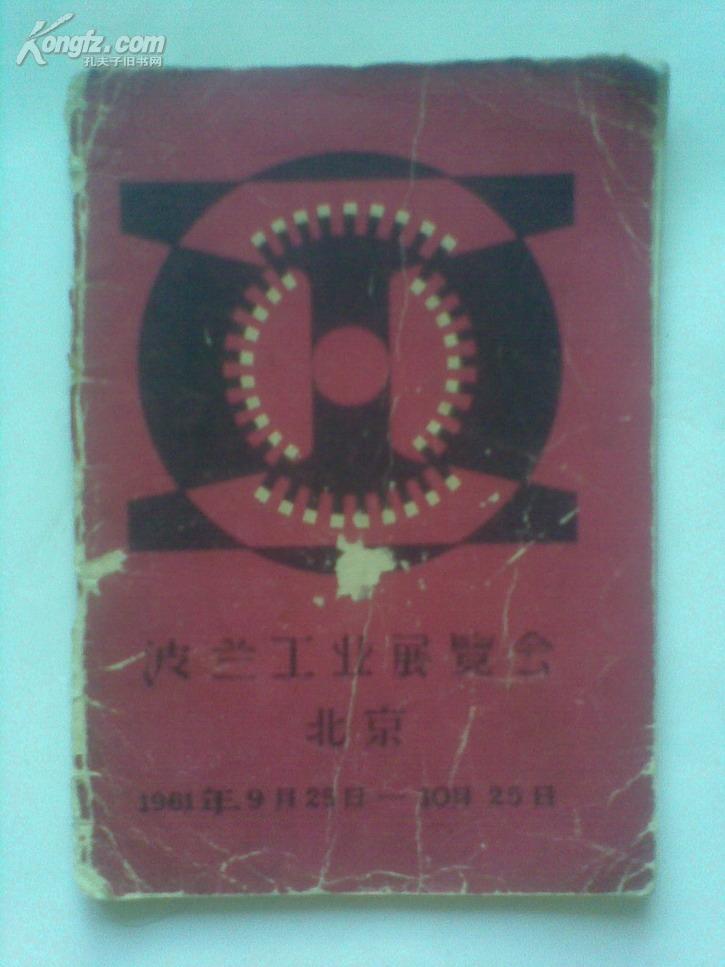 Kongfz.com
孔夫子旧书网
波兰工业展览会
北京
1961年9月25日—10月25日